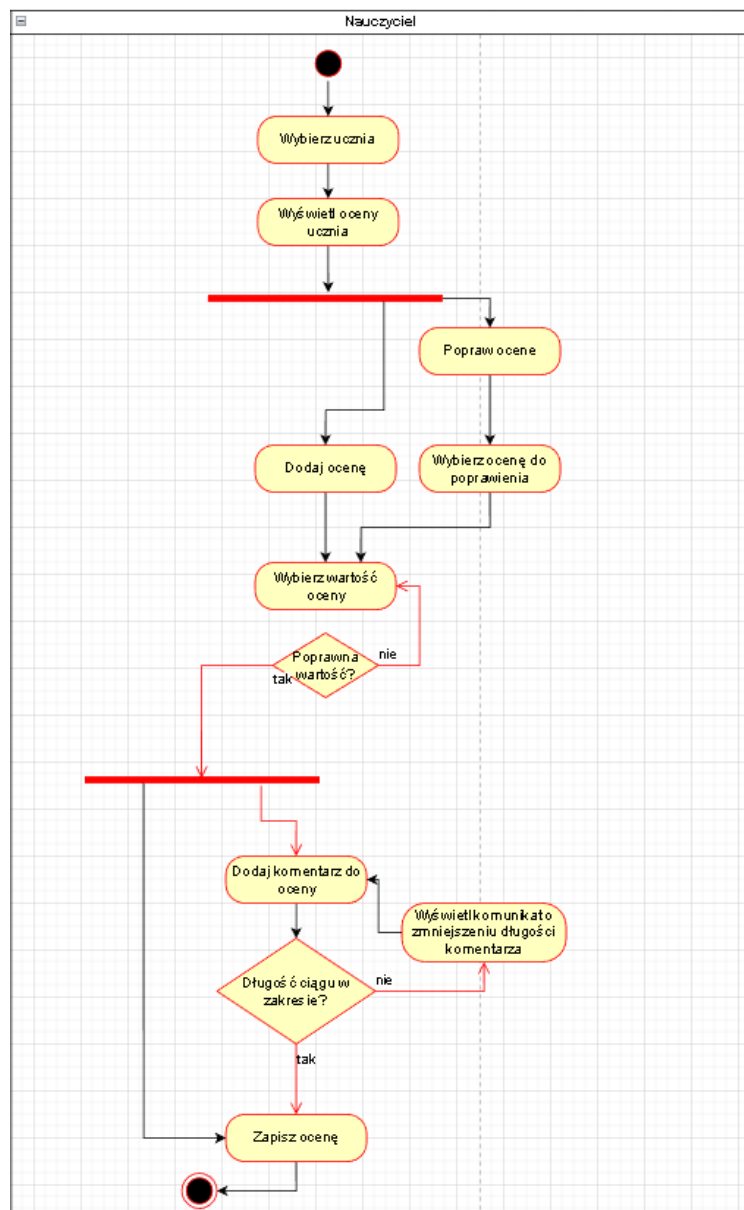 Nauczyciel
Wybierz ucznia
Wyświetl oceny
ucznia
Popraw ocene
Dodaj ocenę
Wybierz ocenę do
poprawienia
Wybierz wartość
oceny
Poprawna
wartość?
nie
tak
Dodaj komentarz do
oceny
Wyświetl komunikat o
zmniejszeniu długości
komentarza
Długość ciągu w
zakresie?
nie
tak
Zapisz ocenę